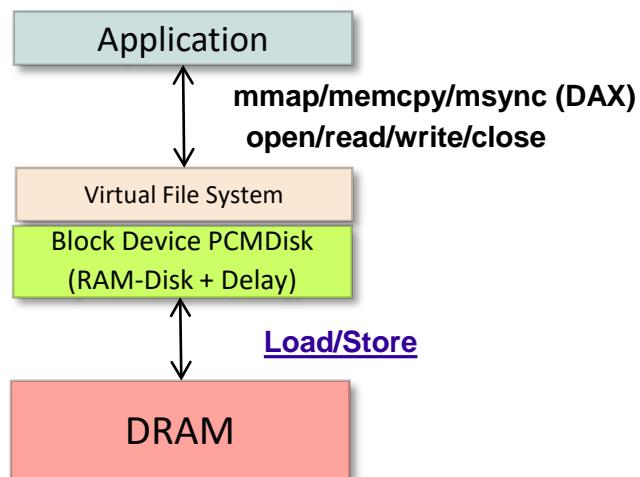 Application
mmap/memcpy/msync (DAX)
open/read/write/close
Virtual File System
Block Device PCMDisk
(RAM-Disk + Delay)
Load/Store
DRAM